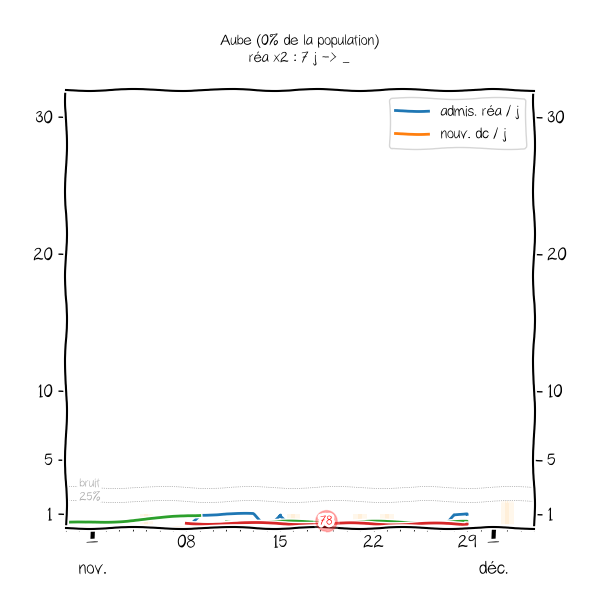 Aube (0% de la population)
réa x2 : 7 j -> _
admis. réa / j
nouv. dc / j
30
30
20
20
10
10
5
5
bruit
25%
1
1
78
08
15
22
29
nov.
déc.